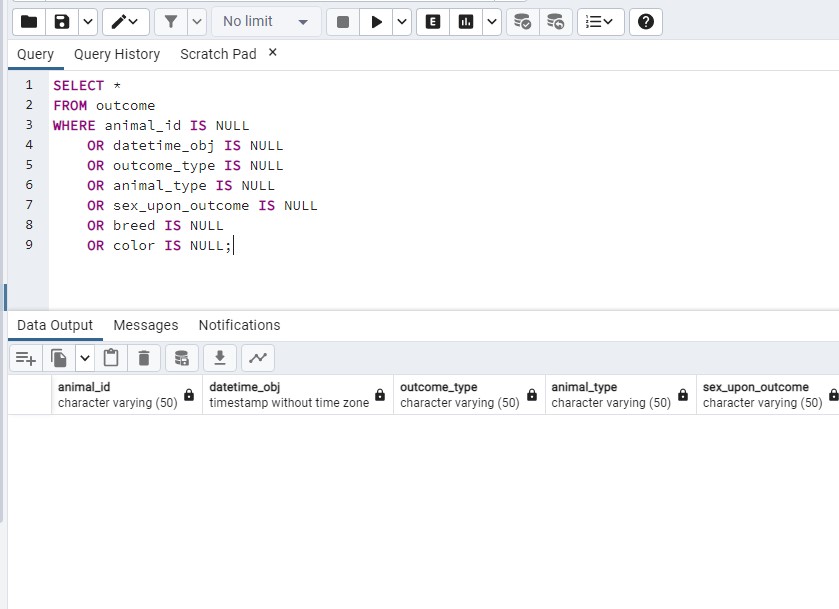 No limit
E
Query Query History Scratch Pad ×
1 SELECT *
2 FROM outcome
3 WHERE animal_id IS NULL
4 OR datetime_obj IS NULL
5 OR outcome_type IS NULL
6 OR animal_type IS NULL
7 OR sex_upon_outcome IS NULL
8 OR breed IS NULL
9 OR color IS NULL;
Data Output Messages Notifications
animal_id datetime_obj outcome_type animal_type sex_upon_outcome
character varying (50) timestamp without time zone character varying (50) character varying (50) character varying (50)